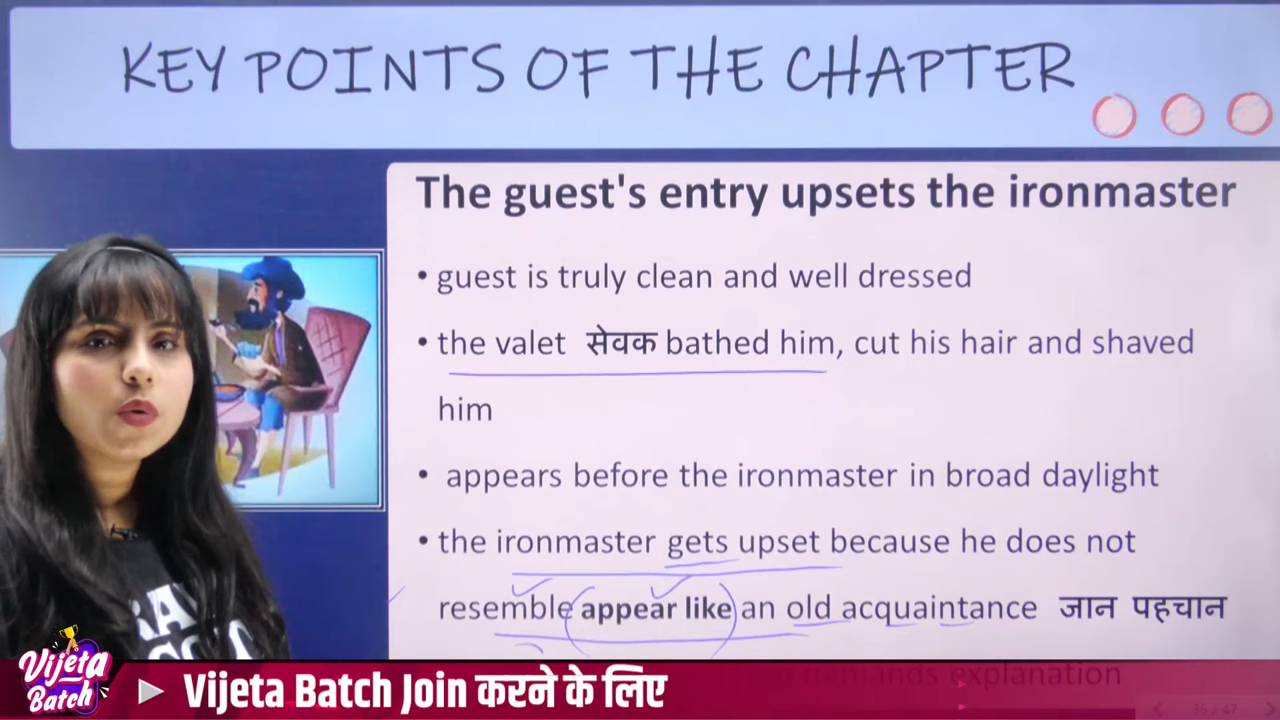 KEY POINTS OF THE CHAPTER
The guest's entry upsets the ironmaster
• guest is truly clean and well dressed
• the valet सेवक bathed him, cut his hair and shaved
him
• appears before the ironmaster in broad daylight
• the ironmaster gets upset because he does not
resemble (appear like) an old acquaintance जान पहचान
explanation
Vijeta Batch
Vijeta Batch Join करने के लिए
35 / 47